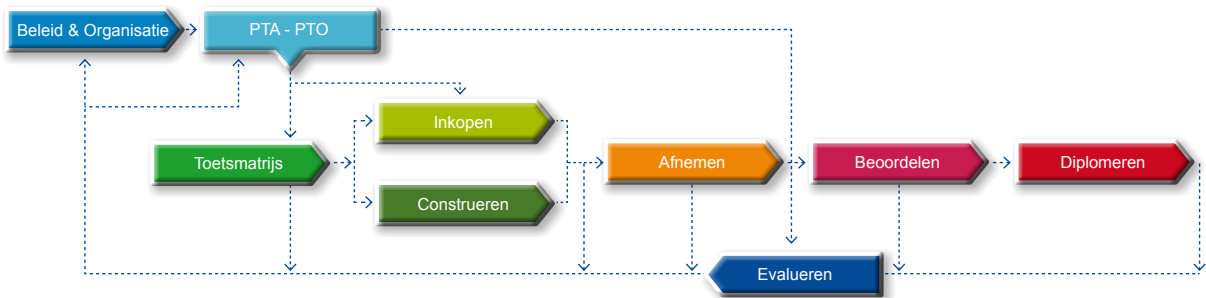 Beleid & Organisatie
PTA - PTO
Inkopen
Toetsmatrijs
Afnemen
Beoordelen
Diplomeren
Construeren
Evalueren